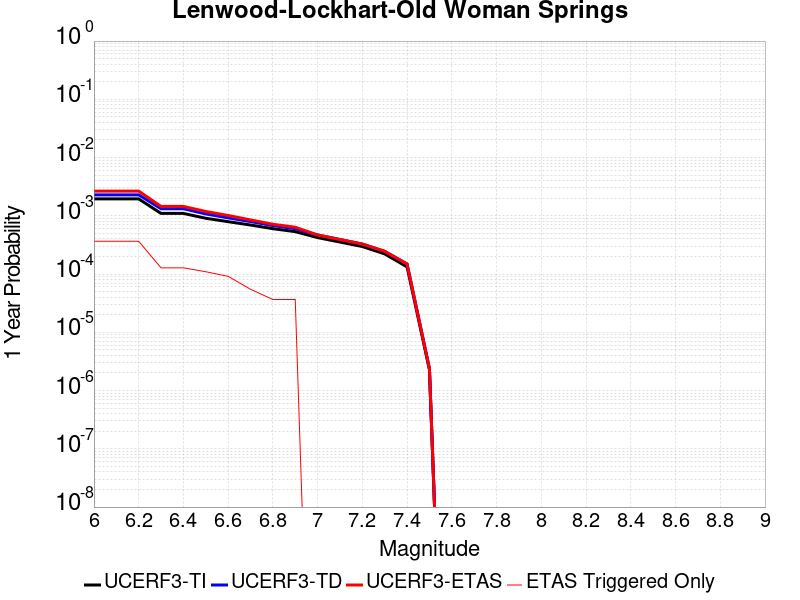 Lenwood-Lockhart-Old Woman Springs
10^0
10^-1
10^-2
10^-3
10^-4
10^-5
10^-6
10^-7
10^-8
1 Year Probability
6 6.2 6.4 6.6 6.8 7 7.2 7.4 7.6 7.8 8 8.2 8.4 8.6 8.8 9
Magnitude
UCERF3-TI UCERF3-TD UCERF3-ETAS ETAS Triggered Only